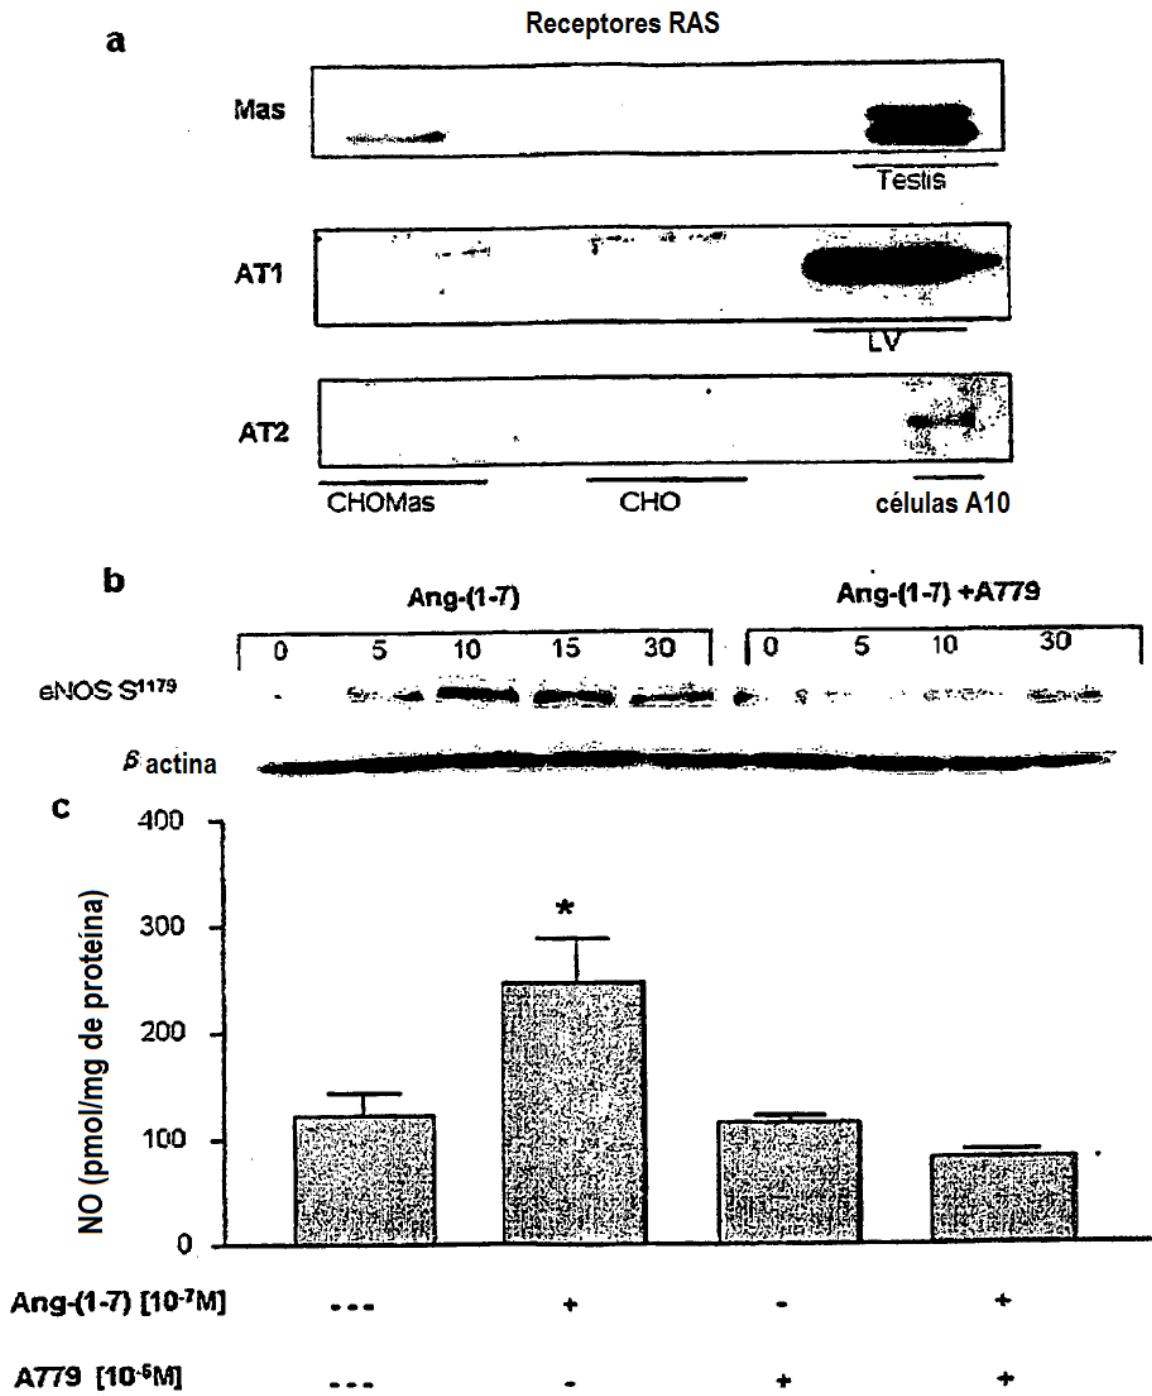 a
Receptores RAS
Mas
Testis
AT1
LV
AT2
CHOMas CHO células A10
b
Ang-(1-7) Ang-(1-7) +A779
0 5 10 15 30 0 5 10 30
eNOS S¹¹⁷⁹
β actina
c
400
300
200
100
0
NO (pmol/mg de proteína)
*
Ang-(1-7) [10⁻⁷M] --- + - +
A779 [10⁻⁵M] --- - + +